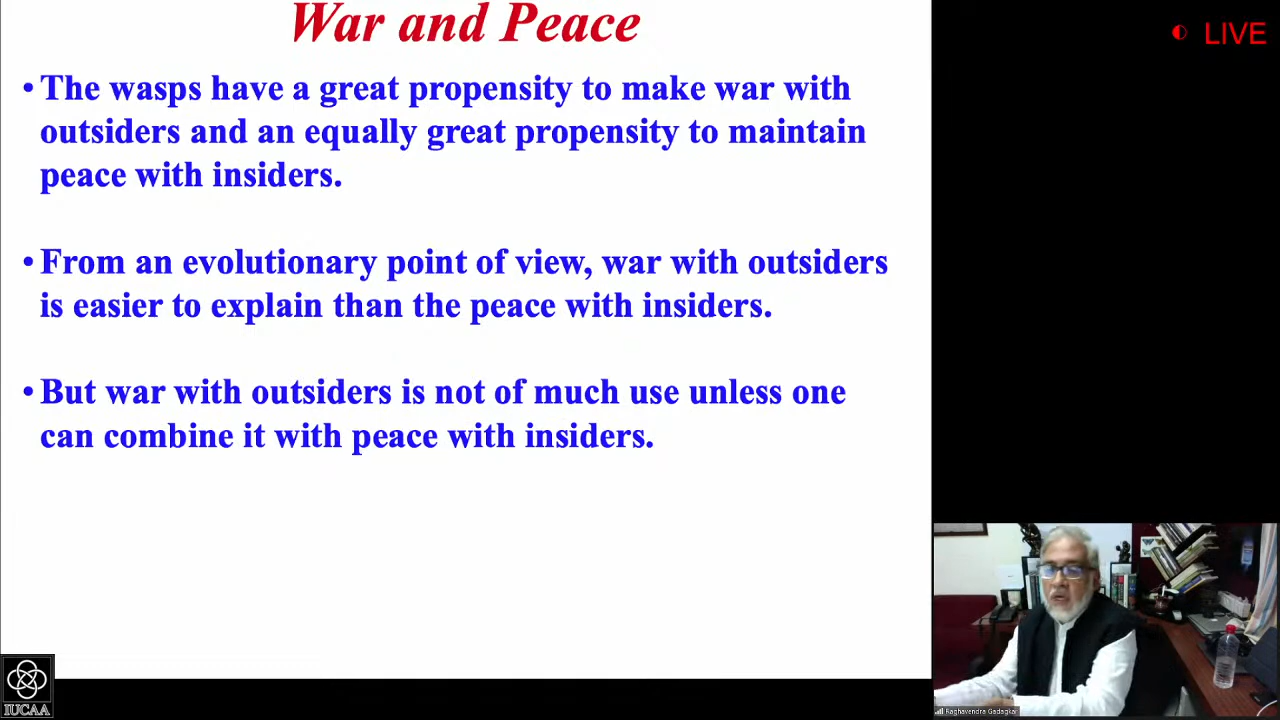 War and Peace
LIVE
• The wasps have a great propensity to make war with
outsiders and an equally great propensity to maintain
peace with insiders.
• From an evolutionary point of view, war with outsiders
is easier to explain than the peace with insiders.
• But war with outsiders is not of much use unless one
can combine it with peace with insiders.
IUCAA
Raghavendra Gadagkar